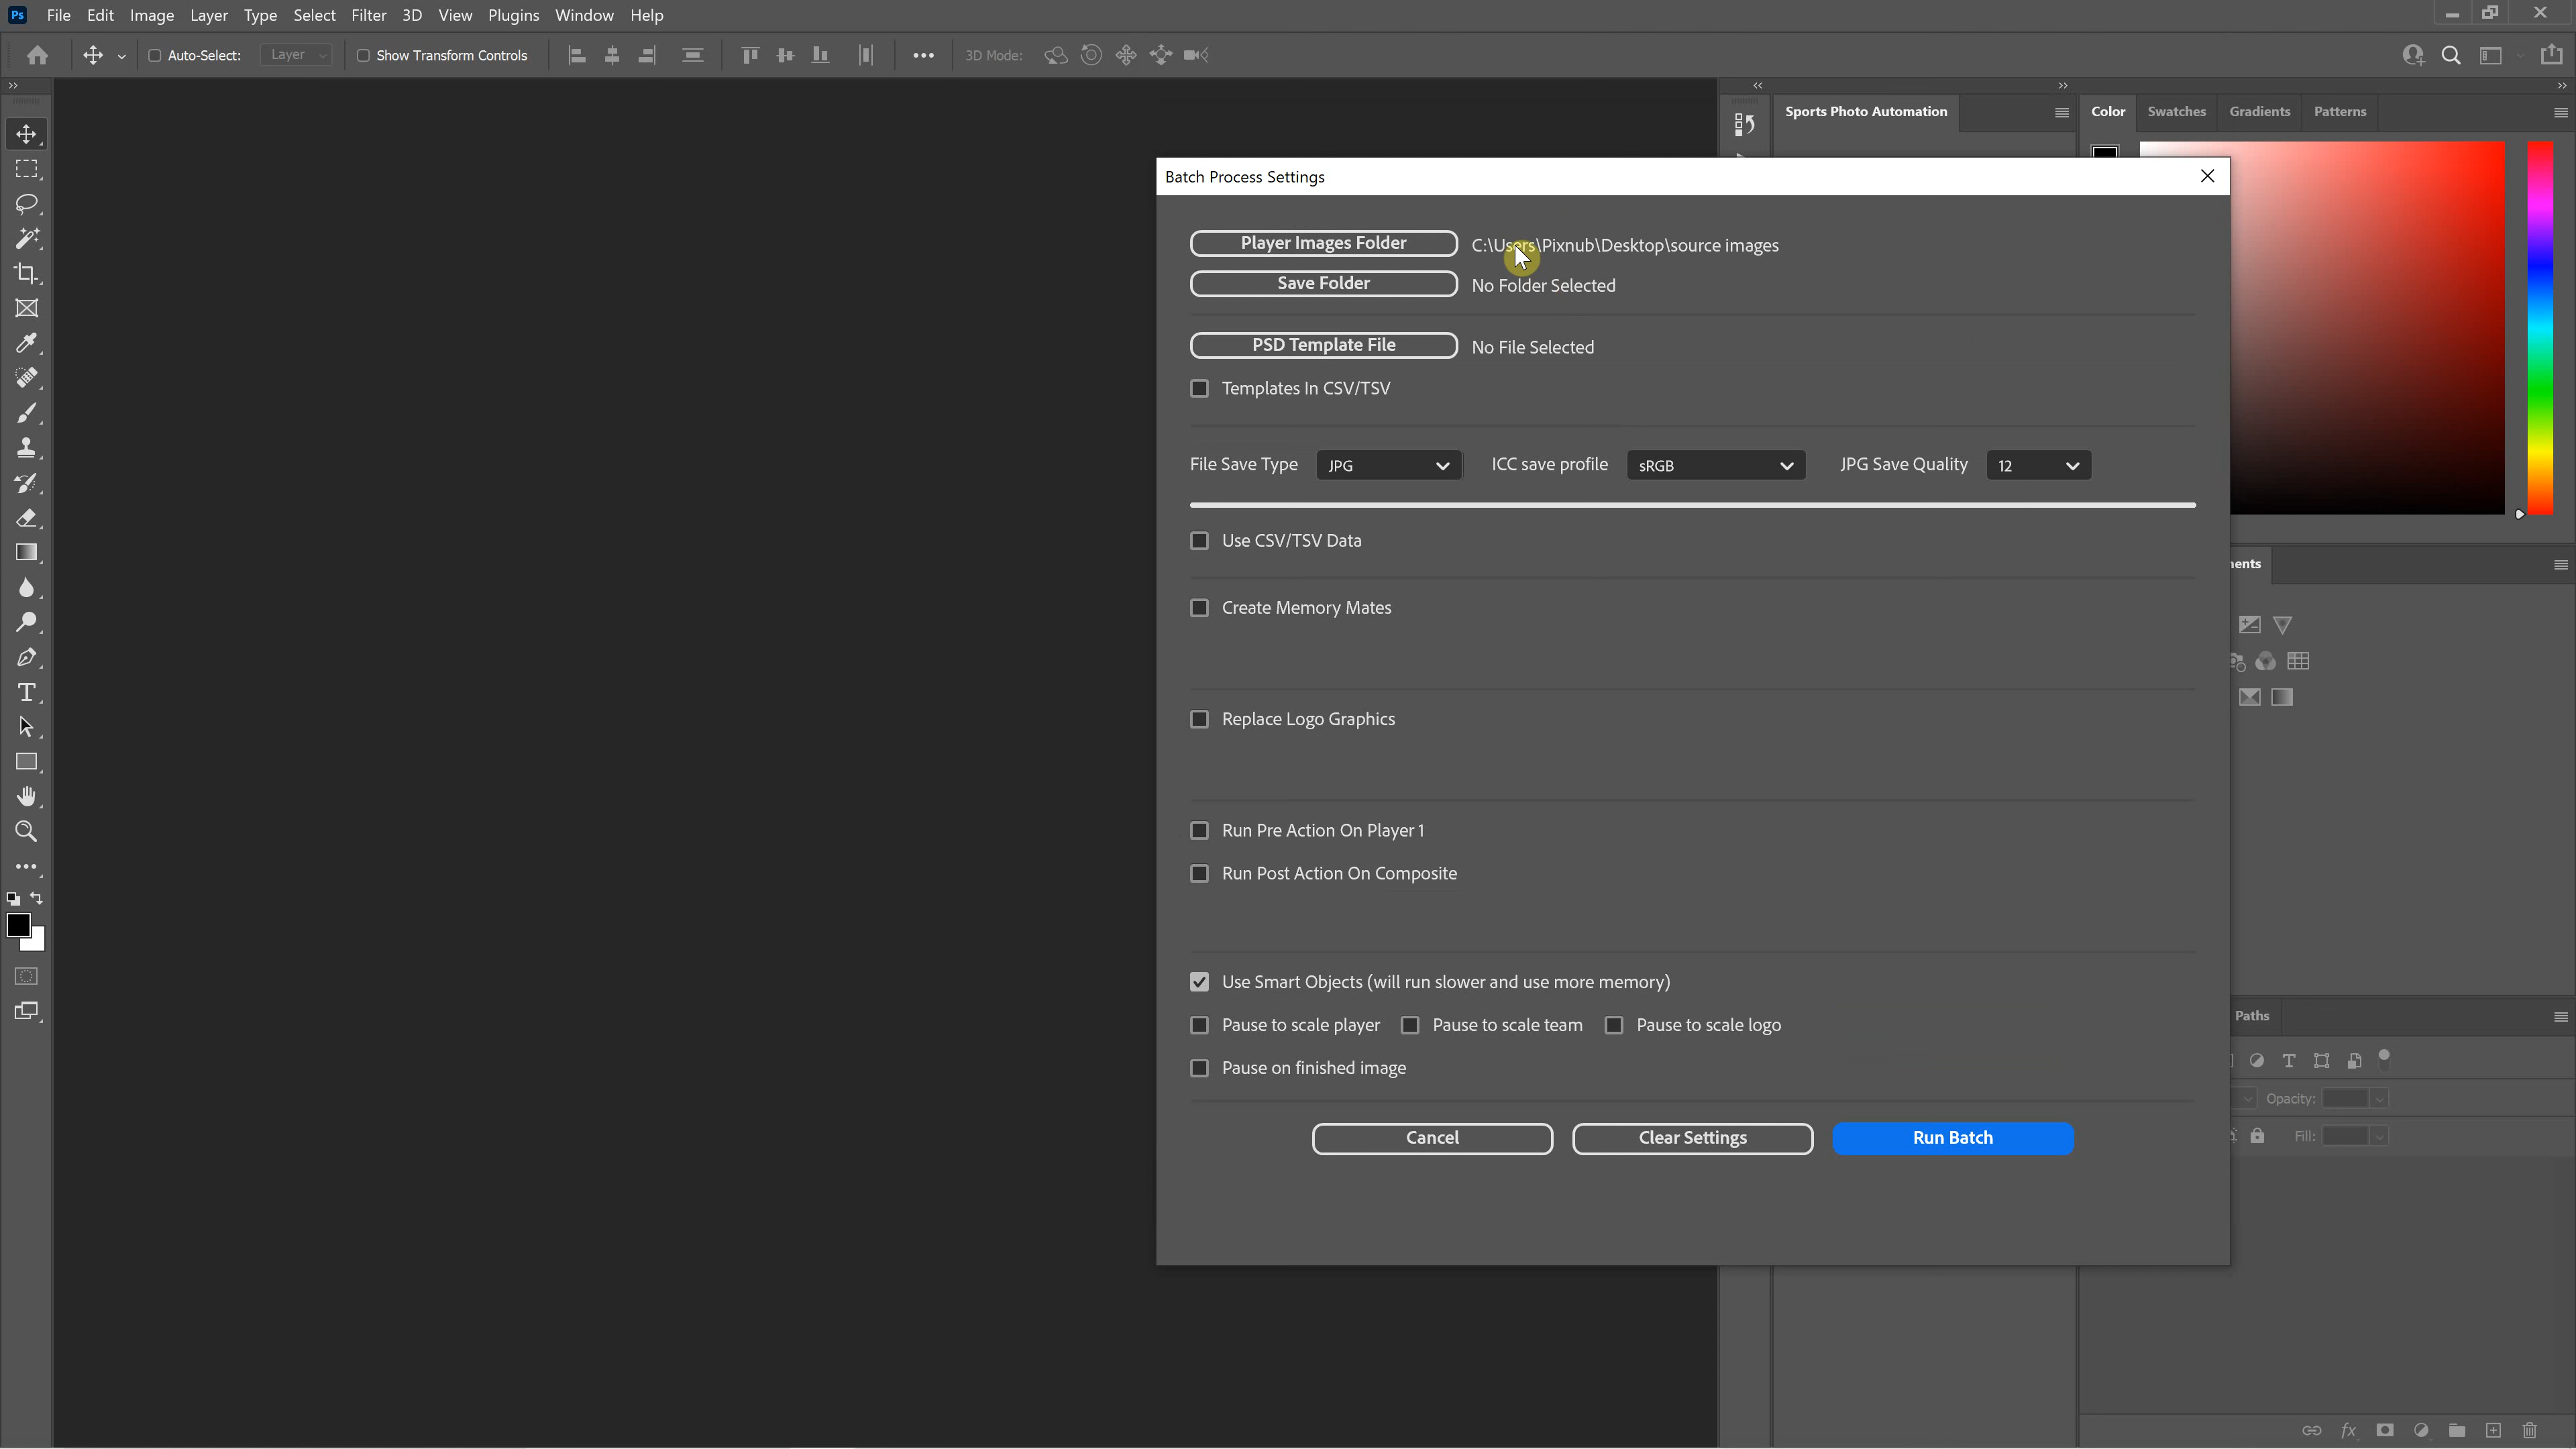 Ps File Edit Image Layer Type Select Filter 3D View Plugins Window Help
Auto-Select: Layer Show Transform Controls 3D Mode:
Sports Photo Automation Color Swatches Gradients Patterns
Batch Process Settings
Player Images Folder C:\Users\Pixnub\Desktop\source images
Save Folder No Folder Selected
PSD Template File No File Selected
Templates In CSV/TSV
File Save Type JPG ICC save profile sRGB JPG Save Quality 12
Use CSV/TSV Data
ents
Create Memory Mates
Replace Logo Graphics
Run Pre Action On Player 1
Run Post Action On Composite
Use Smart Objects (will run slower and use more memory)
Paths
Pause to scale player Pause to scale team Pause to scale logo
Pause on finished image
Opacity:
Cancel Clear Settings Run Batch
Fill:
fx